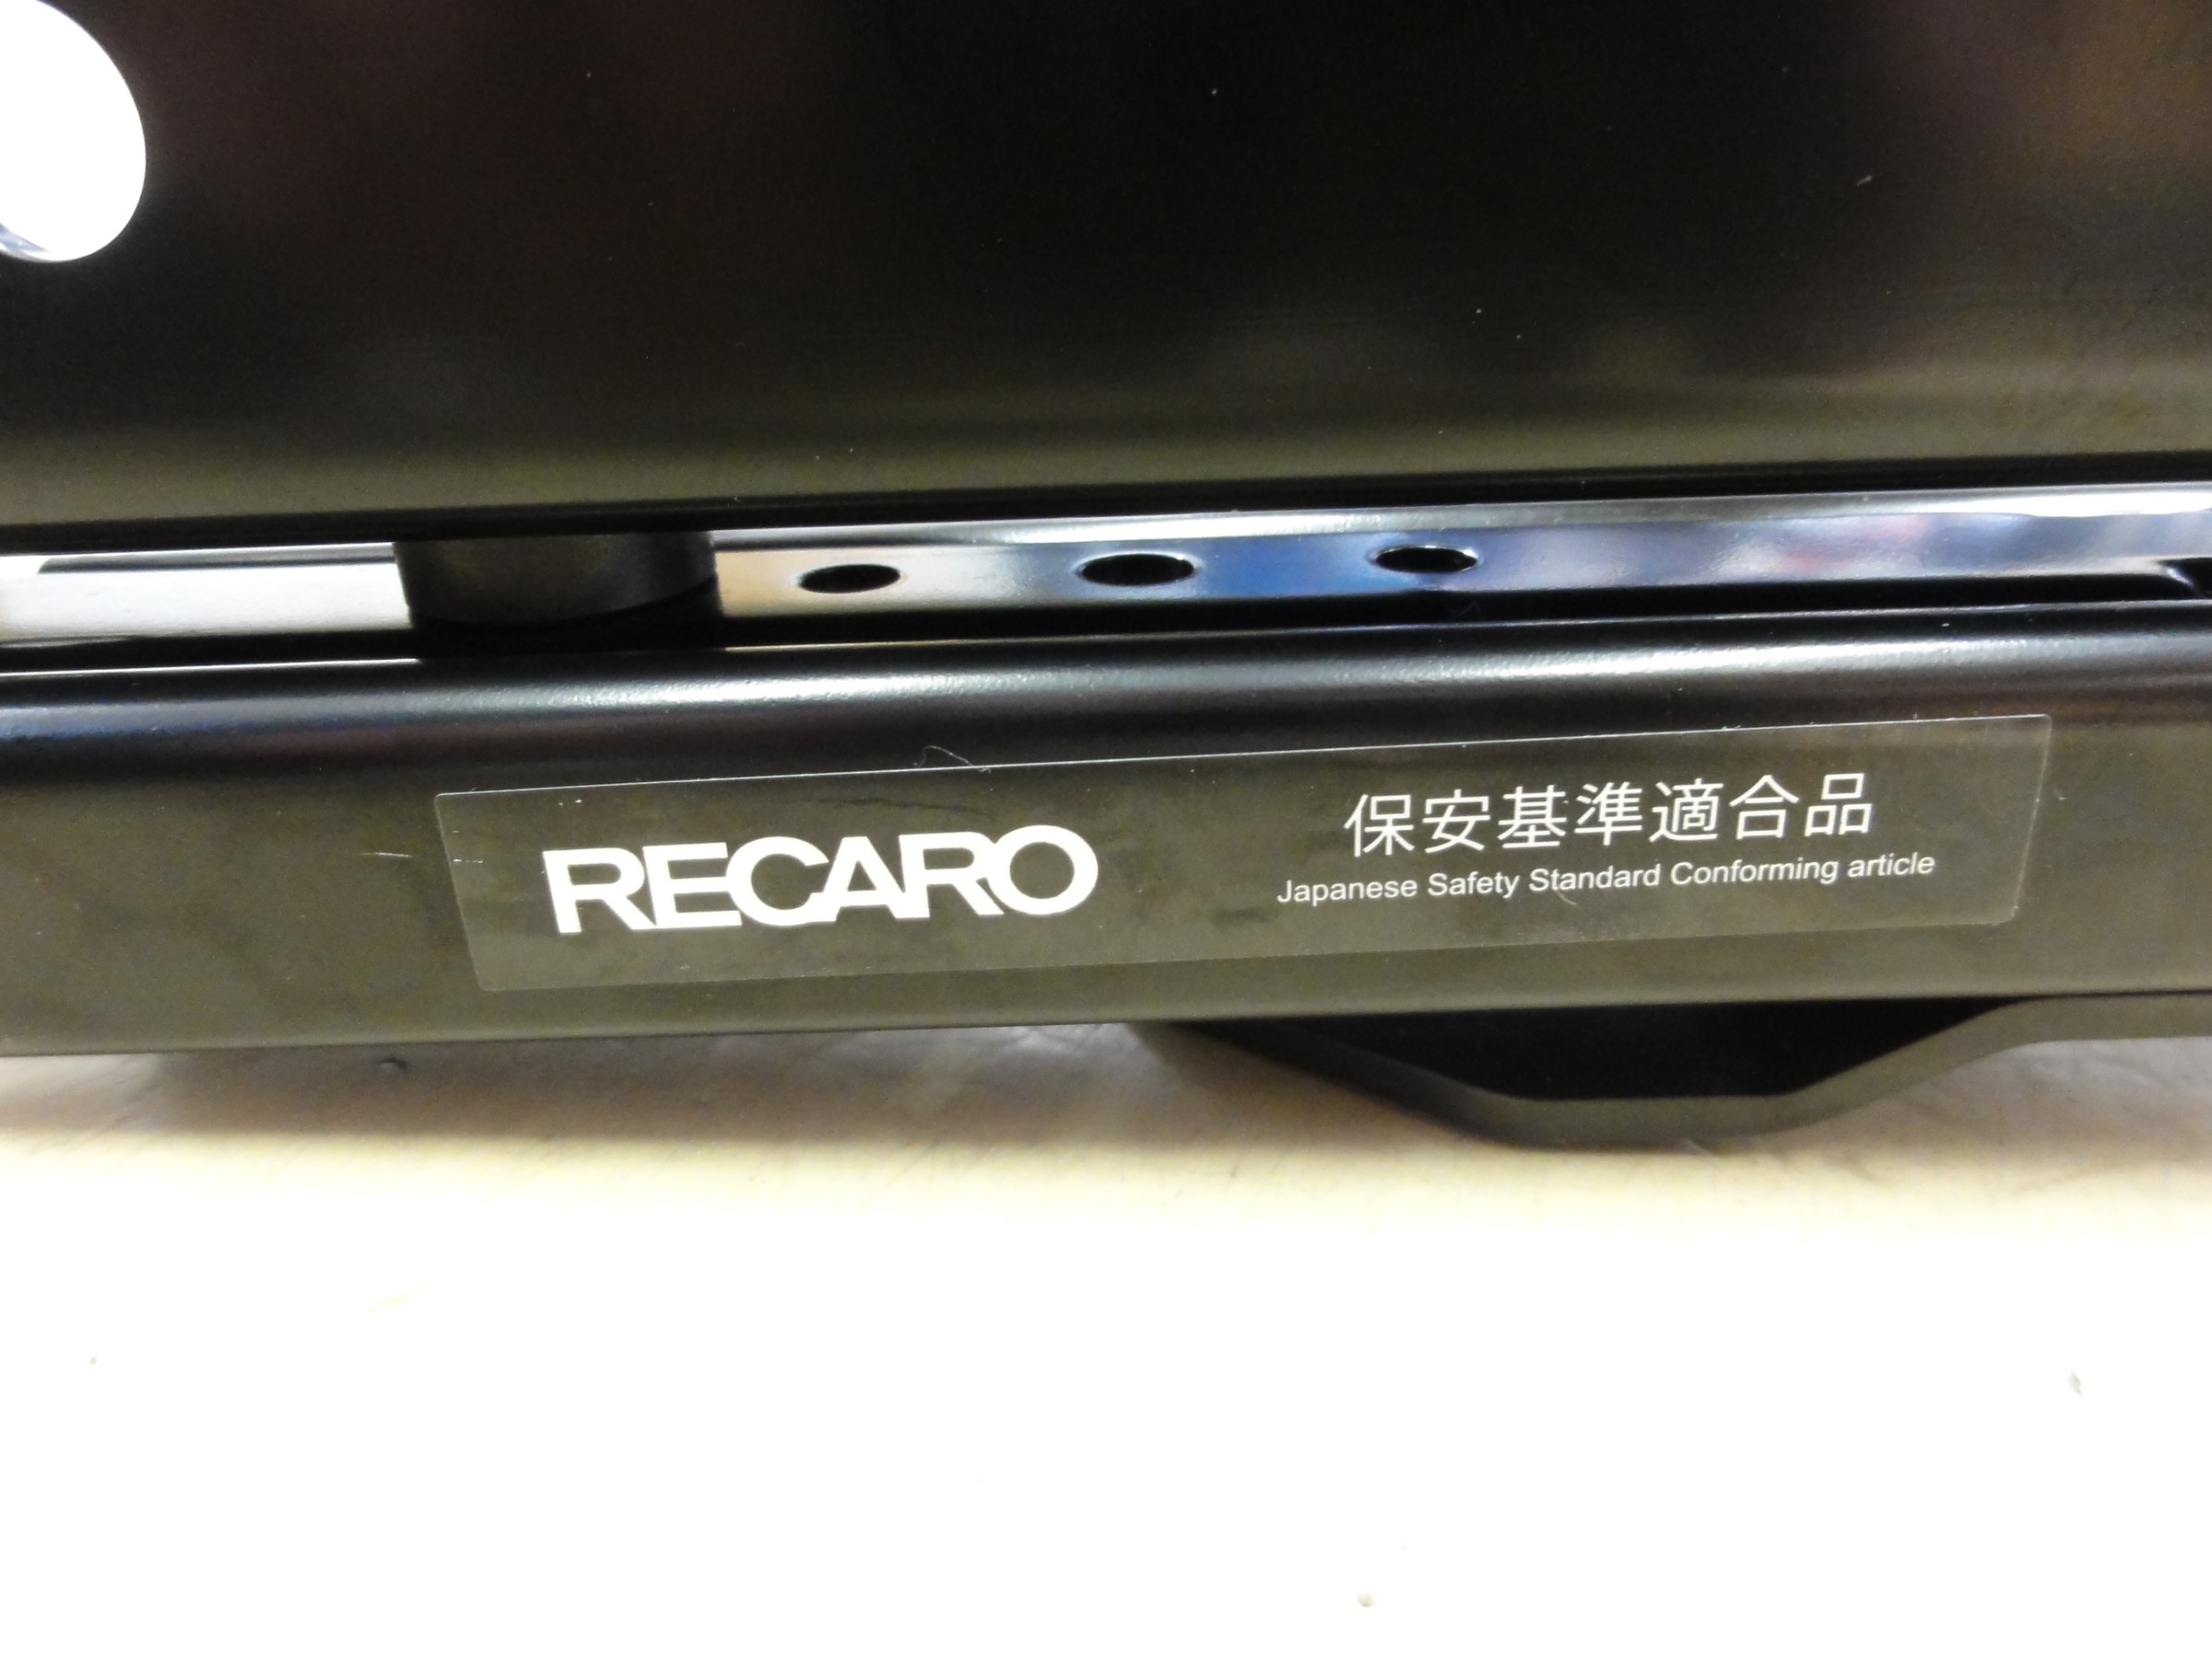 RECARO
保安基準適合品
Japanese Safety Standard Conforming article